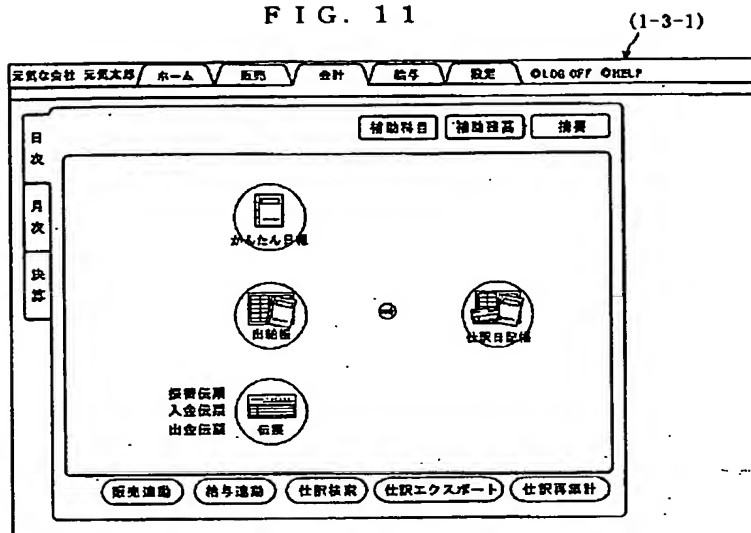 FIG. 11
(1-3-1)
元気な会社 元気太郎 ホーム 販売 会計 給与 設定 LOG OFF HELP
補助科目 補助残高 摘要
日次
月次
決算
かんたん日報
出納帳
仕訳日記帳
振替伝票
入金伝票
出金伝票
伝票
販売連動 給与連動 仕訳検索 仕訳エクスポート 仕訳再集計